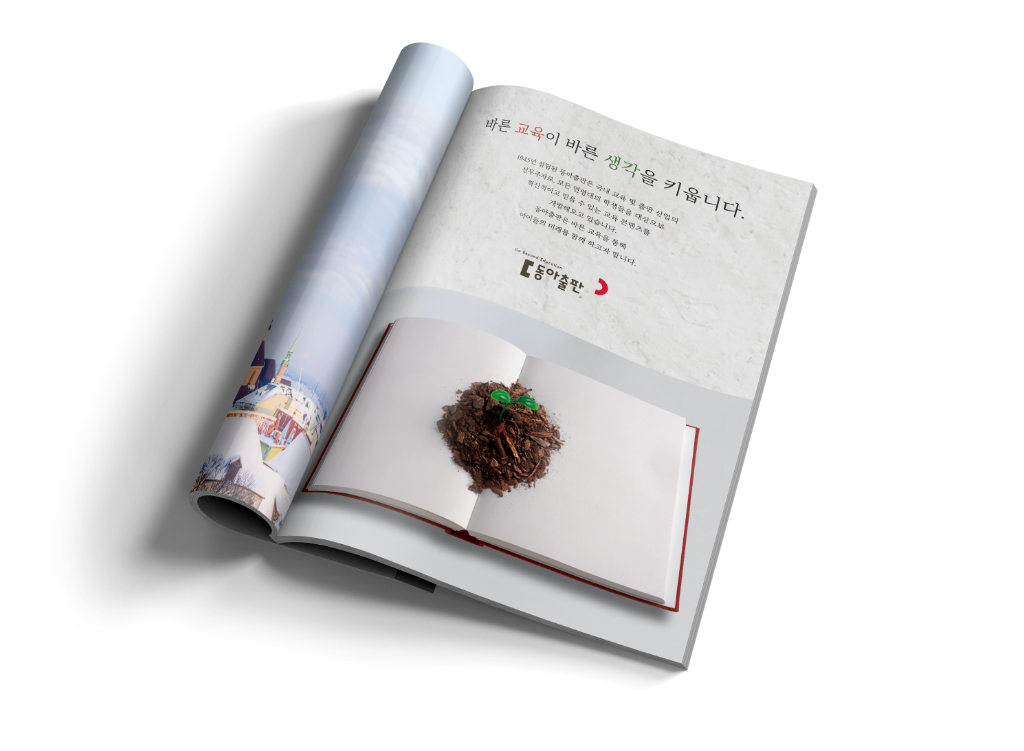 바른 교육이 바른 생각을 키웁니다.
1945년 설립된 동아출판은 국내 교육 및 출판 산업의
선두주자로, 모든 연령대의 학생들을 대상으로
혁신적이고 믿을 수 있는 교육 콘텐츠를
개발해오고 있습니다.
동아출판은 바른 교육을 통해
아이들의 미래를 함께 하고자 합니다.
Go Beyond Education
동아출판